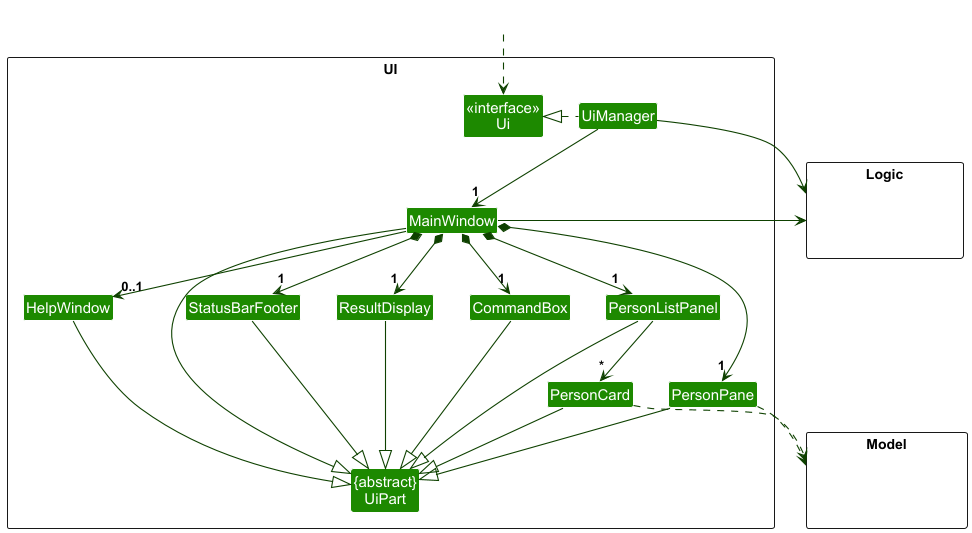 UI
«interface»
Ui
UiManager
Logic
1
MainWindow
0..1
1
1
1
1
HelpWindow
StatusBarFooter
ResultDisplay
CommandBox
PersonListPanel
*
1
PersonCard
PersonPane
Model
{abstract}
UiPart